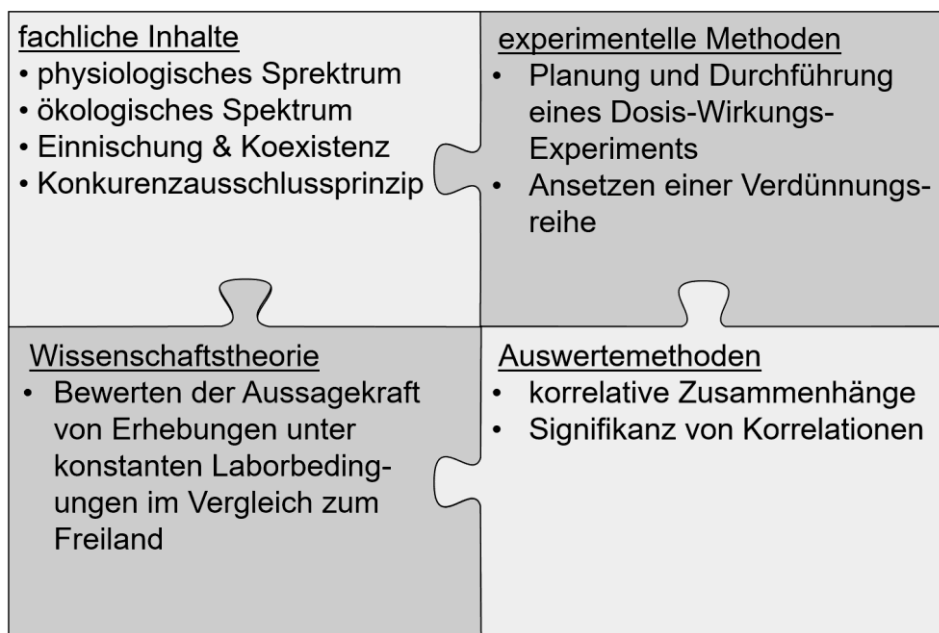 fachliche Inhalte
• physiologisches Sprektrum
• ökologisches Spektrum
• Einnischung & Koexistenz
• Konkurenzausschlussprinzip
experimentelle Methoden
• Planung und Durchführung
eines Dosis-Wirkungs-
Experiments
• Ansetzen einer Verdünnungs-
reihe
Wissenschaftstheorie
• Bewerten der Aussagekraft
von Erhebungen unter
konstanten Laborbeding-
ungen im Vergleich zum
Freiland
Auswertemethoden
• korrelative Zusammenhänge
• Signifikanz von Korrelationen